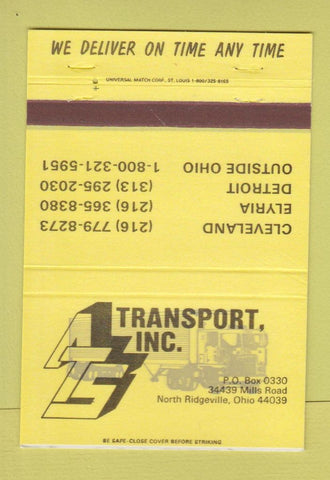 WE DELIVER ON TIME ANY TIME
UNIVERSAL MATCH CORP., ST. LOUIS 1-800/325-8165
CLEVELAND (216) 779-8273
ELYRIA (216) 365-8380
DETROIT (313) 295-2030
OUTSIDE OHIO 1-800-321-5951
TRANSPORT,
INC.
P.O. Box 0330
34439 Mills Road
North Ridgeville, Ohio 44039
BE SAFE-CLOSE COVER BEFORE STRIKING